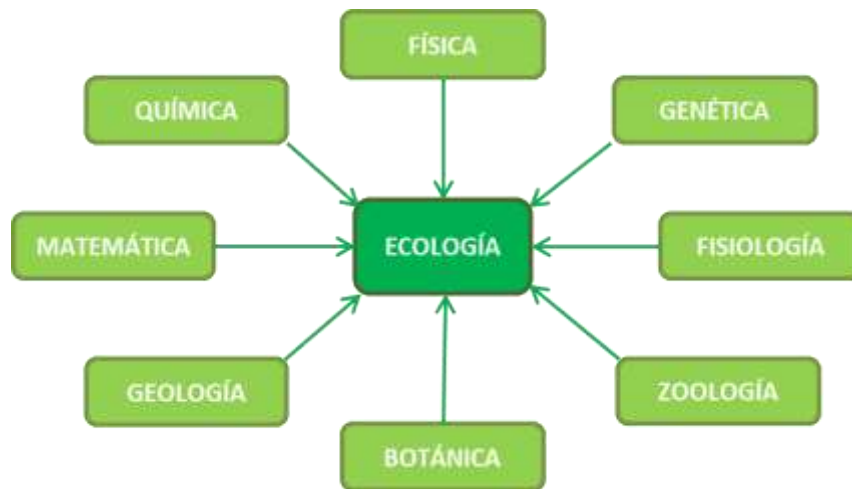 FÍSICA
QUÍMICA
GENÉTICA
MATEMÁTICA
ECOLOGÍA
FISIOLOGÍA
GEOLOGÍA
ZOOLOGÍA
BOTÁNICA